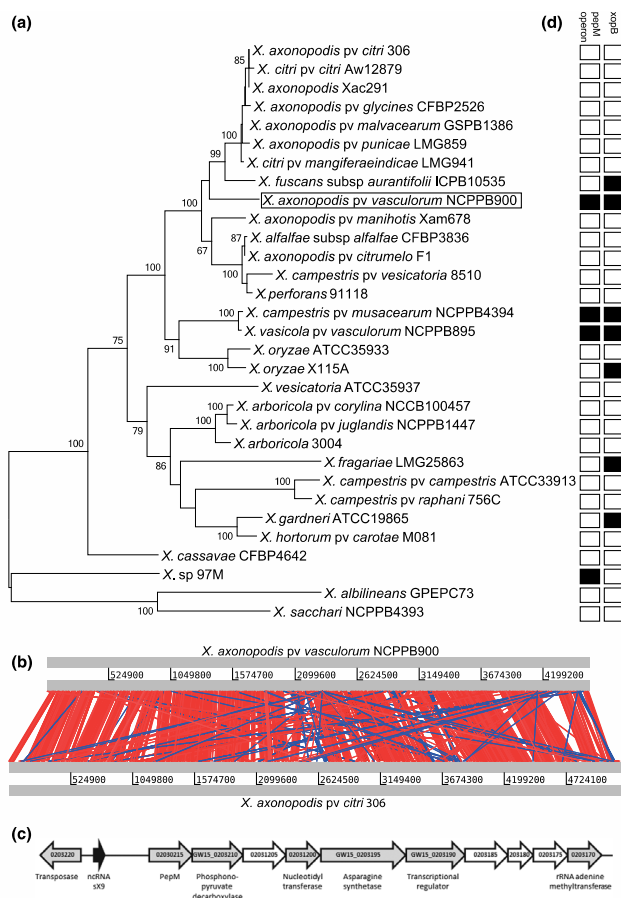 (a)
(d)
pepM operon
xopB
X. axonopodis pv citri 306
X. citri pv citri Aw12879
X. axonopodis Xac291
X. axonopodis pv glycines CFBP2526
X. axonopodis pv malvacearum GSPB1386
X. axonopodis pv punicae LMG859
X. citri pv mangiferaeindicae LMG941
X. fuscans subsp aurantifolii ICPB10535
X. axonopodis pv vasculorum NCPPB900
X. axonopodis pv manihotis Xam678
X. alfalfae subsp alfalfae CFBP3836
X. axonopodis pv citrumelo F1
X. campestris pv vesicatoria 8510
X.perforans 91118
X. campestris pv musacearum NCPPB4394
X. vasicola pv vasculorum NCPPB895
X. oryzae ATCC35933
X. oryzae X115A
X. vesicatoria ATCC35937
X. arboricola pv corylina NCCB100457
X. arboricola pv juglandis NCPPB1447
X. arboricola 3004
X. fragariae LMG25863
X. campestris pv campestris ATCC33913
X. campestris pv raphani 756C
X. gardneri ATCC19865
X. hortorum pv carotae M081
X. cassavae CFBP4642
X. sp 97M
X. albilineans GPEPC73
X. sacchari NCPPB4393
85
100
99
100
67
87
100
100
100
91
100
75
100
100
79
86
100
100
100
100
(b)
X. axonopodis pv vasculorum NCPPB900
524900 1049800 1574700 2099600 2624500 3149400 3674300 4199200
524900 1049800 1574700 2099600 2624500 3149400 3674300 4199200 4724100
X. axonopodis pv citri 306
(c)
0203220 02030215 GW15_0203210 02031205 02031200 GW15_0203195 GW15_0203190 0203185 203180 0203175 0203170
Transposase
ncRNA sX9
PepM
Phosphono-pyruvate decarboxylase
Nucleotidyl transferase
Asparagine synthetase
Transcriptional regulator
rRNA adenine methyltransferase